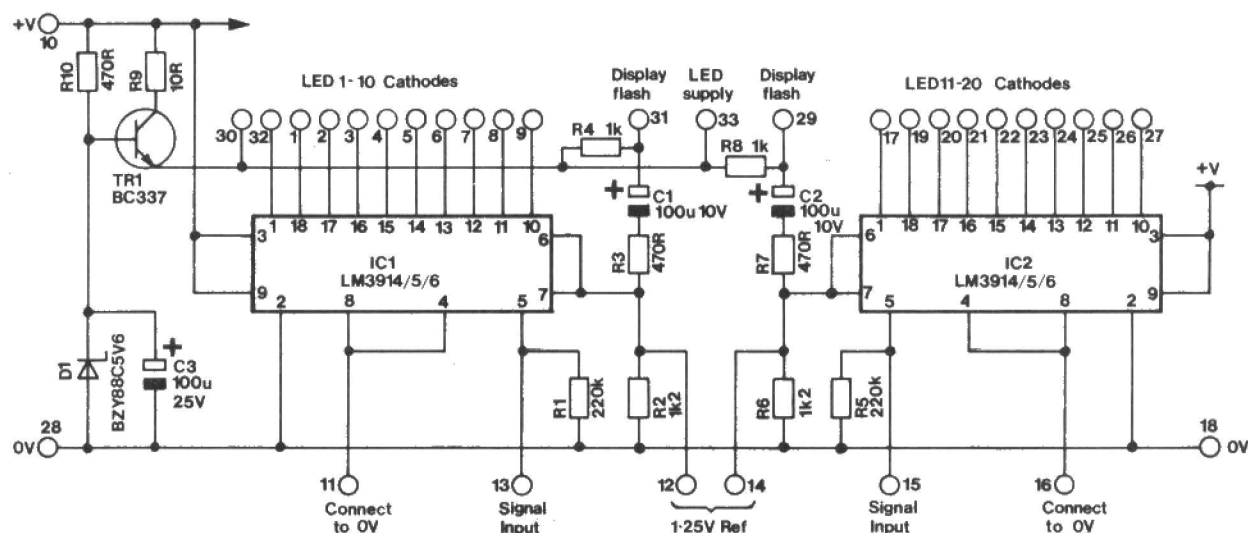 +V
10
R10
470R
R9
10R
TR1
BC337
LED 1-10 Cathodes
30
32
1
2
3
4
5
6
7
8
9
Display
flash
31
LED
supply
33
Display
flash
29
R4 1k
R8 1k
C1
100u 10V
C2
100u
10V
R3
470R
R7
470R
LED11-20 Cathodes
17
19
20
21
22
23
24
25
26
27
+V
1
18
17
16
15
14
13
12
11
10
3
9
6
7
IC1
LM3914/5/6
2
8
4
5
1
18
17
16
15
14
13
12
11
10
6
7
3
9
IC2
LM3914/5/6
5
4
8
2
D1
BZY88C5V6
C3
100u
25V
R1
220k
R2
1k2
R6
1k2
R5
220k
0V
28
18
0V
11
Connect
to 0V
13
Signal
Input
12
14
1·25V Ref
15
Signal
Input
16
Connect
to 0V